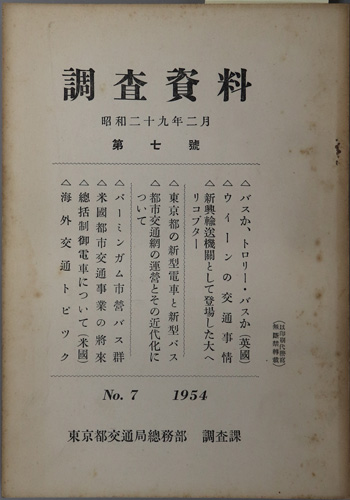 調査資料
昭和二十九年二月
第七號
△バスか、トロリー・バスか(英國)
△ウィーンの交通事情
△新興輸送機關として登場した大ヘ
リコプター
△東京都の新型電車と新型バス
△都市交通網の運営とその近代化に
ついて
△バーミンガム市営バス群
△米國都市交通事業の將來
△總括制御電車について(米國)
△海外交通トピック
No. 7 1954
東京都交通局總務部 調査課